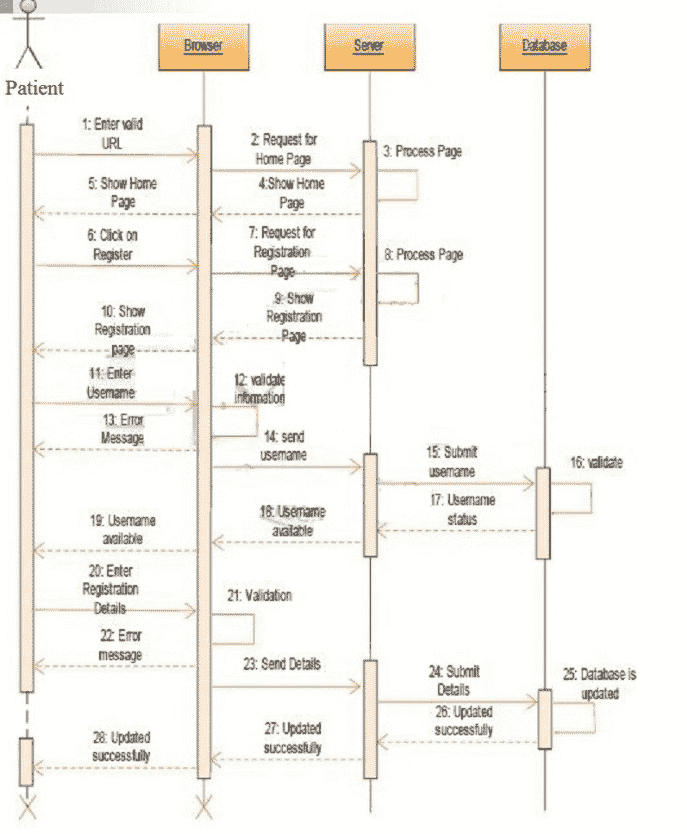 Browser
Server
Database
Patient
1: Enter valid
URL
2: Request for
Home Page
3: Process Page
5: Show Home
Page
4:Show Home
Page
6: Click on
Register
7: Request for
Registration
Page
8: Process Page
10: Show
Registration
page
9: Show
Registration
Page
11: Enter
Username
12: validate
information
13: Error
Message
14: send
username
15: Submit
username
16: validate
17: Username
status
18: Username
available
19: Username
available
20: Enter
Registration
Details
21: Validation
22: Error
message
23: Send Details
24: Submit
Details
25: Database is
updated
26: Updated
successfully
27: Updated
successfully
28: Updated
successfully